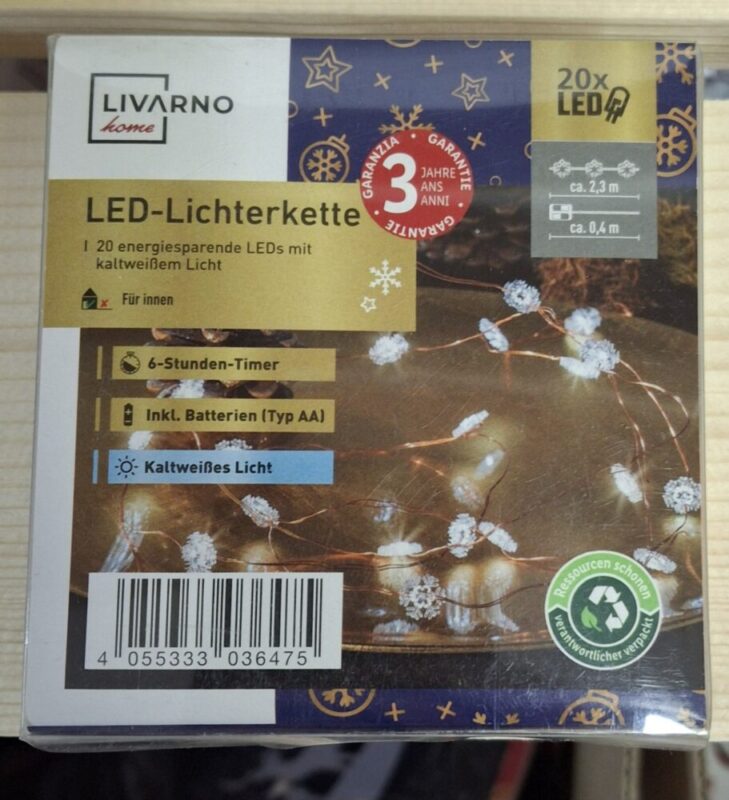 LIVARNO
home
20x
LED
GARANZIA • GARANTIE • GARANTIE •
3 JAHRE
ANS
ANNI
ca. 2,3 m
ca. 0,4 m
LED-Lichterkette
20 energiesparende LEDs mit
kaltweißem Licht
Für innen
6-Stunden-Timer
Inkl. Batterien (Typ AA)
Kaltweißes Licht
4 055333 036475
Ressourcen schonen
verantwortlicher verpackt